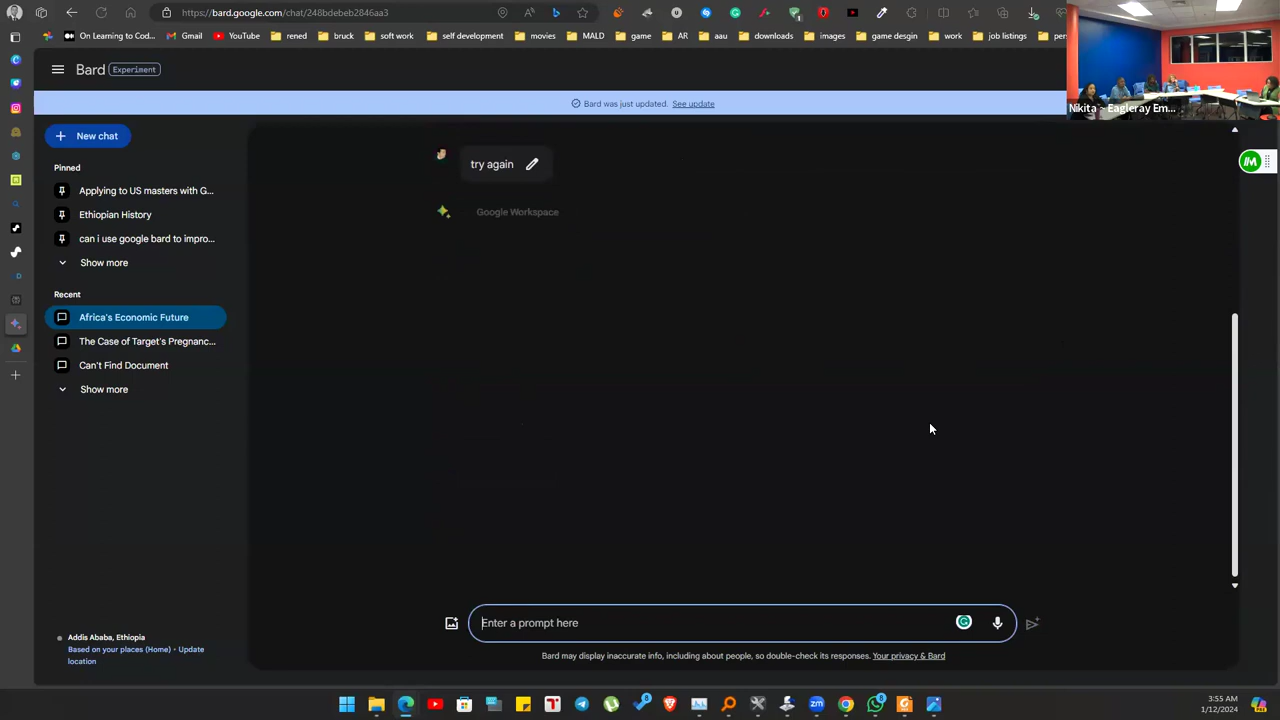 https://bard.google.com/chat/248bdebeb2846aa3
On Learning to Cod...
Gmail
YouTube
rened
bruck
soft work
self development
movies
MALD
game
AR
aau
downloads
images
game desgin
work
job listings
Bard Experiment
Nikita ~ Eagleray Em...
Bard was just updated. See update
New chat
try again
Pinned
Applying to US masters with G...
Google Workspace
Ethiopian History
can i use google bard to impro...
Show more
Recent
Africa's Economic Future
The Case of Target's Pregnanc...
Can't Find Document
Show more
Enter a prompt here
Addis Ababa, Ethiopia
Based on your places (Home) • Update
location
Bard may display inaccurate info, including about people, so double-check its responses. Your privacy & Bard
3:55 AM
1/12/2024